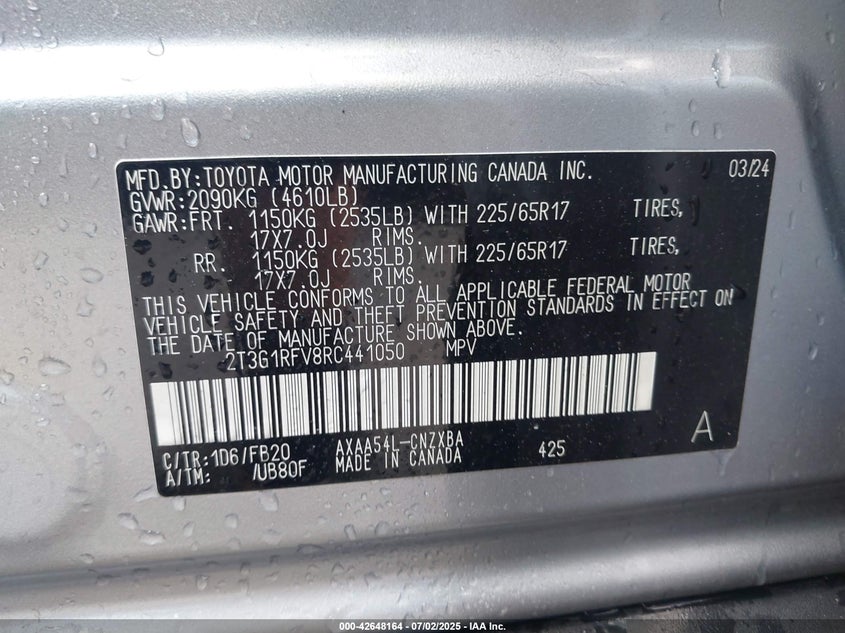 MFD.BY:TOYOTA MOTOR MANUFACTURING CANADA INC. 03/24
GVWR:2090KG (4610LB)
GAWR:FRT. 1150KG (2535LB) WITH 225/65R17 TIRES,
17X7.0J RIMS.
RR. 1150KG (2535LB) WITH 225/65R17 TIRES,
17X7.0J RIMS.
THIS VEHICLE CONFORMS TO ALL APPLICABLE FEDERAL MOTOR
VEHICLE SAFETY AND THEFT PREVENTION STANDARDS IN EFFECT ON
THE DATE OF MANUFACTURE SHOWN ABOVE.
2T3G1RFV8RC441050 MPV
C/TR:1D6/FB20 AXAA54L-CNZXBA 425 A
A/TM: /UB80F MADE IN CANADA
000-42648164 - 07/02/2025 - IAA Inc.